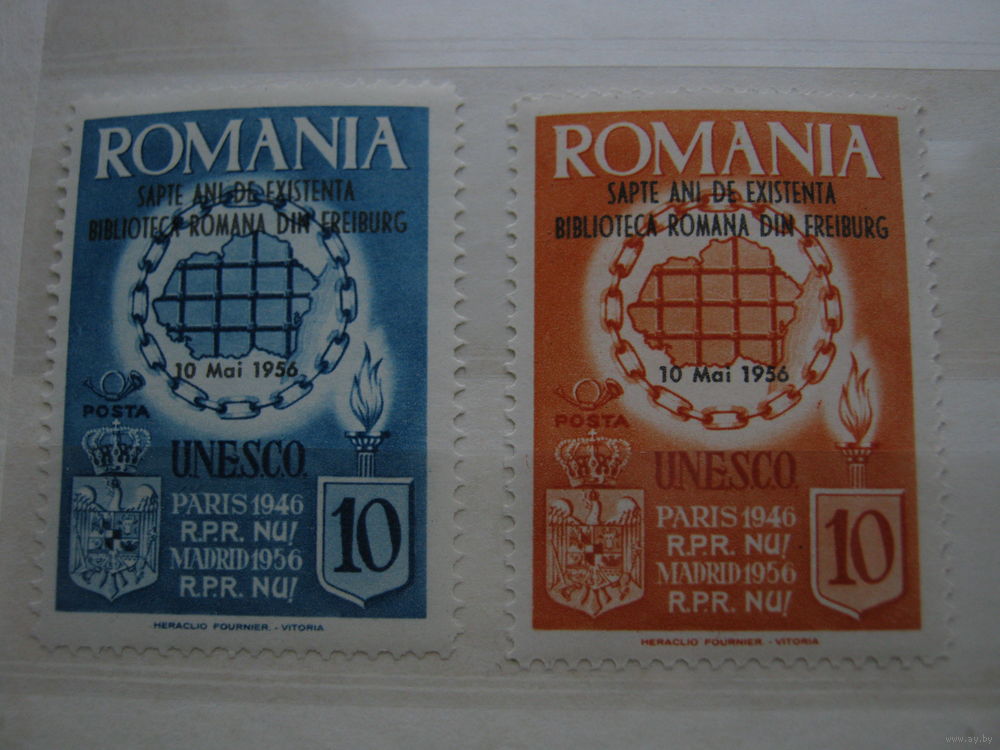 ROMANIA
SAPTE ANI DE EXISTENTA
BIBLIOTECA ROMANA DIN FREIBURG
10 Mai 1956
POSTA
U.N.E.S.C.O.
PARIS 1946
R.P.R. NU!
MADRID 1956
R.P.R. NU!
10
HERACLIO FOURNIER. - VITORIA
ROMANIA
SAPTE ANI DE EXISTENTA
BIBLIOTECA ROMANA DIN FREIBURG
10 Mai 1956
POSTA
U.N.E.S.C.O.
PARIS 1946
R.P.R. NU!
MADRID 1956
R.P.R. NU!
10
HERACLIO FOURNIER. - VITORIA
www.ay.by